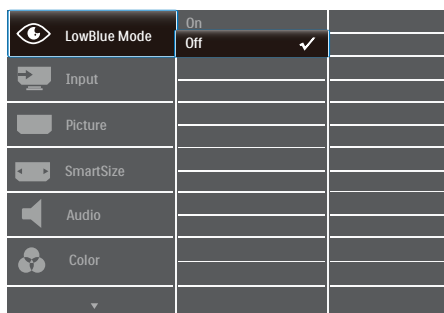 LowBlue Mode
On
Off
Input
Picture
SmartSize
Audio
Color